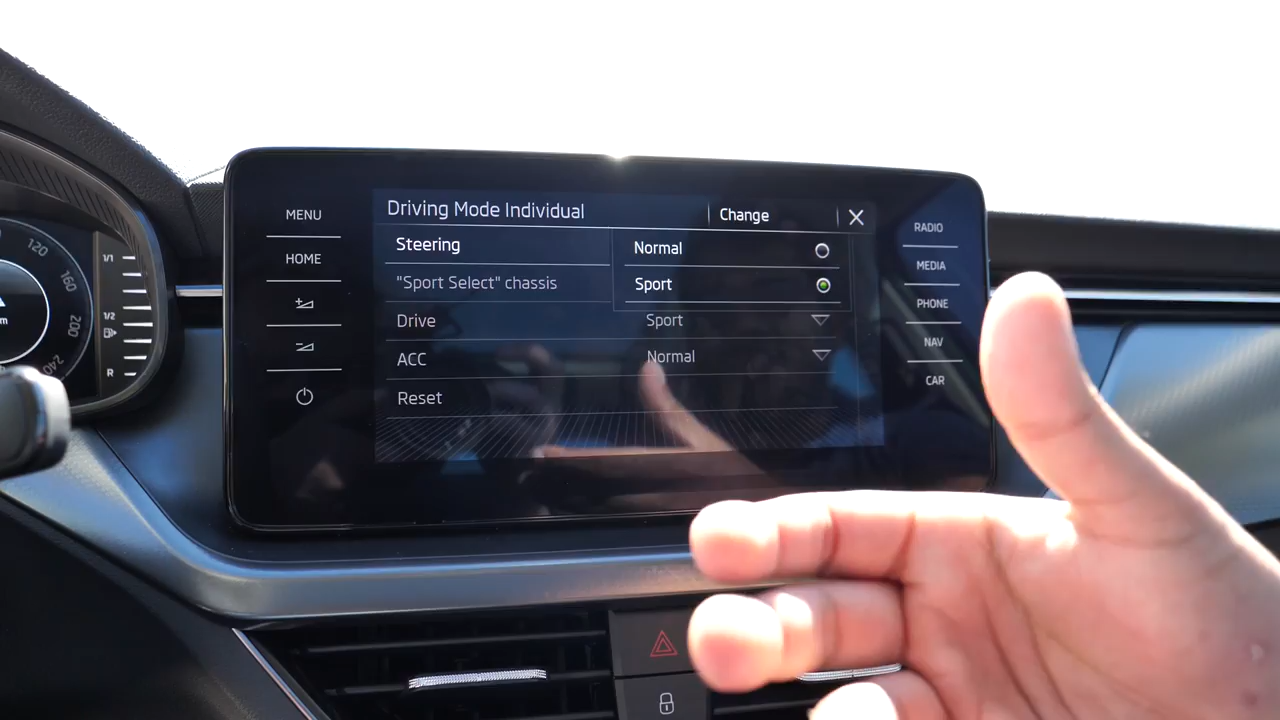 MENU
HOME
Driving Mode Individual
Change
Steering
Normal
"Sport Select" chassis
Sport
Drive
Sport
ACC
Normal
Reset
RADIO
MEDIA
PHONE
NAV
CAR
120
160
200
240
1/1
1/2
R
m